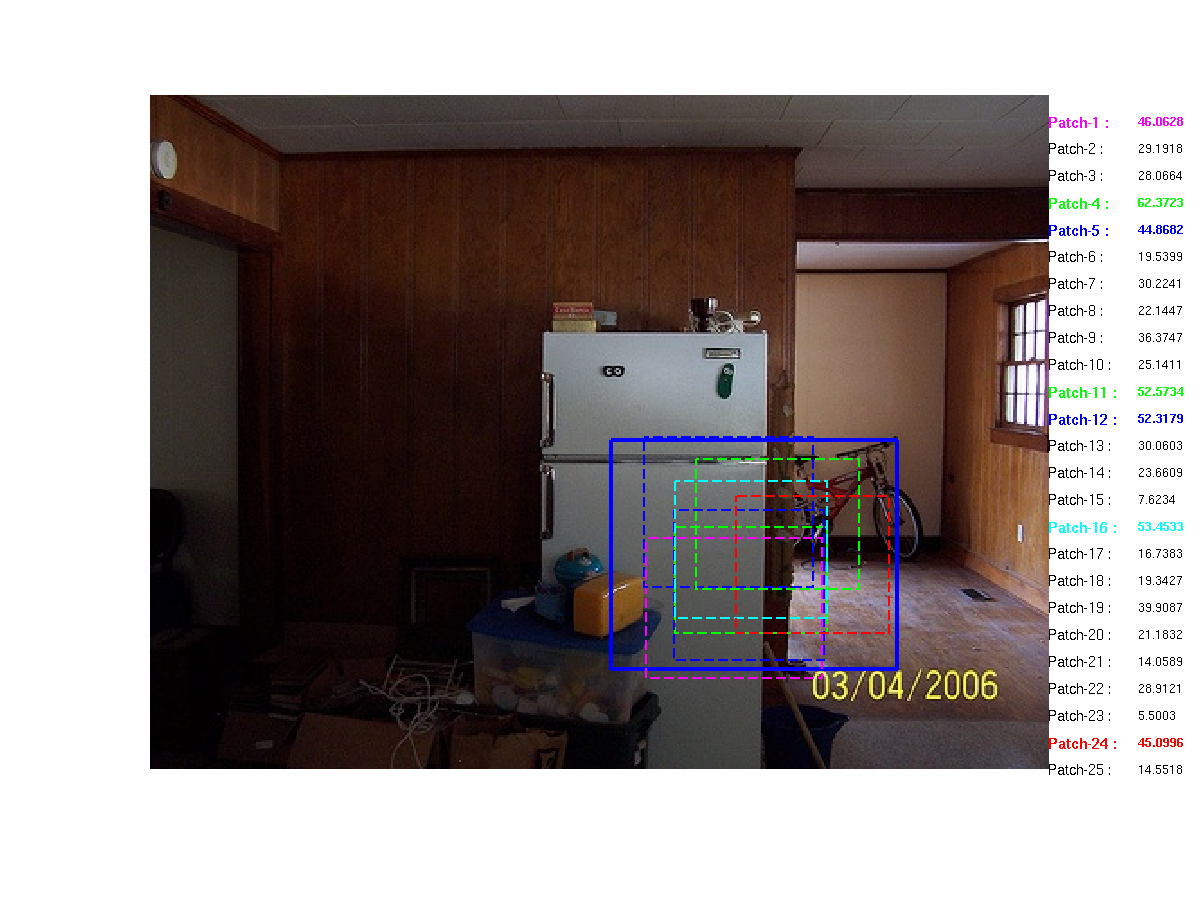 Patch-1 : 46.0628
Patch-2 : 29.1918
Patch-3 : 28.0664
Patch-4 : 62.3723
Patch-5 : 44.8682
Patch-6 : 19.5399
Patch-7 : 30.2241
Patch-8 : 22.1447
Patch-9 : 36.3747
Patch-10 : 25.1411
Patch-11 : 52.5734
Patch-12 : 52.3179
Patch-13 : 30.0603
Patch-14 : 23.6609
Patch-15 : 7.6234
Patch-16 : 53.4533
Patch-17 : 16.7383
Patch-18 : 19.3427
Patch-19 : 39.9087
Patch-20 : 21.1832
Patch-21 : 14.0589
Patch-22 : 28.9121
Patch-23 : 5.5003
Patch-24 : 45.0996
Patch-25 : 14.5518
03/04/2006